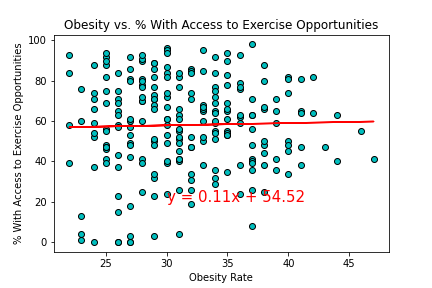 Obesity vs. % With Access to Exercise Opportunities
% With Access to Exercise Opportunities
100
80
60
40
20
0
y = 0.11x + 54.52
25
30
35
40
45
Obesity Rate